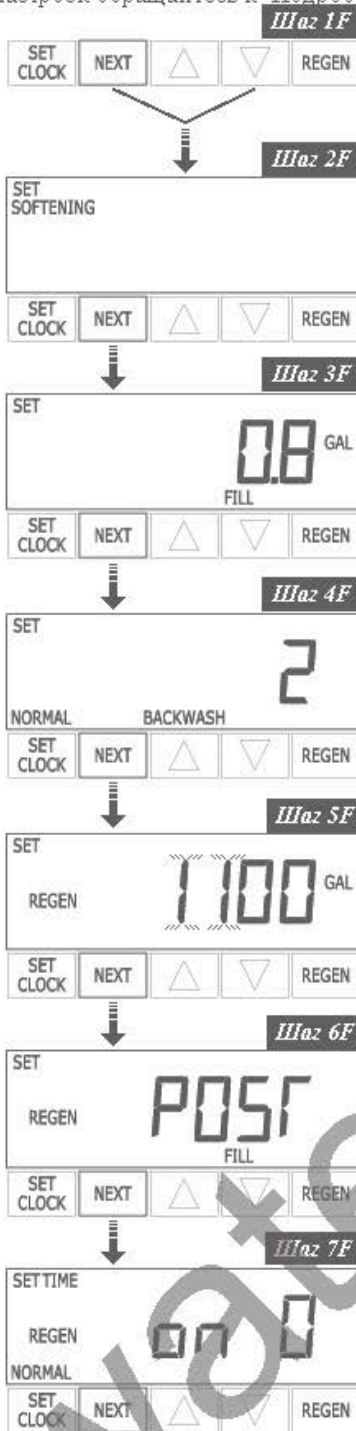 Шаг 1F
SET CLOCK NEXT REGEN
Шаг 2F
SET
SOFTENING
SET CLOCK NEXT REGEN
Шаг 3F
SET
0.8 GAL
FILL
SET CLOCK NEXT REGEN
Шаг 4F
SET
2
NORMAL BACKWASH
SET CLOCK NEXT REGEN
Шаг 5F
SET
REGEN 1100 GAL
SET CLOCK NEXT REGEN
Шаг 6F
SET
REGEN POST
FILL
SET CLOCK NEXT REGEN
Шаг 7F
SET TIME
REGEN on 0
NORMAL
SET CLOCK NEXT REGEN